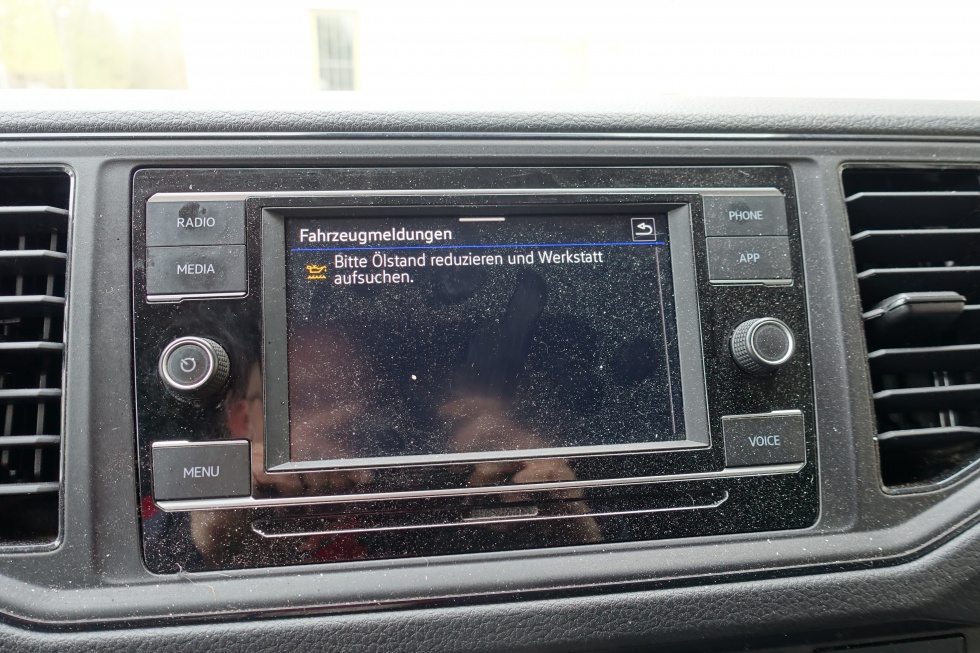 RADIO
MEDIA
MENU
Fahrzeugmeldungen
Bitte Ölstand reduzieren und Werkstatt
aufsuchen.
PHONE
APP
VOICE